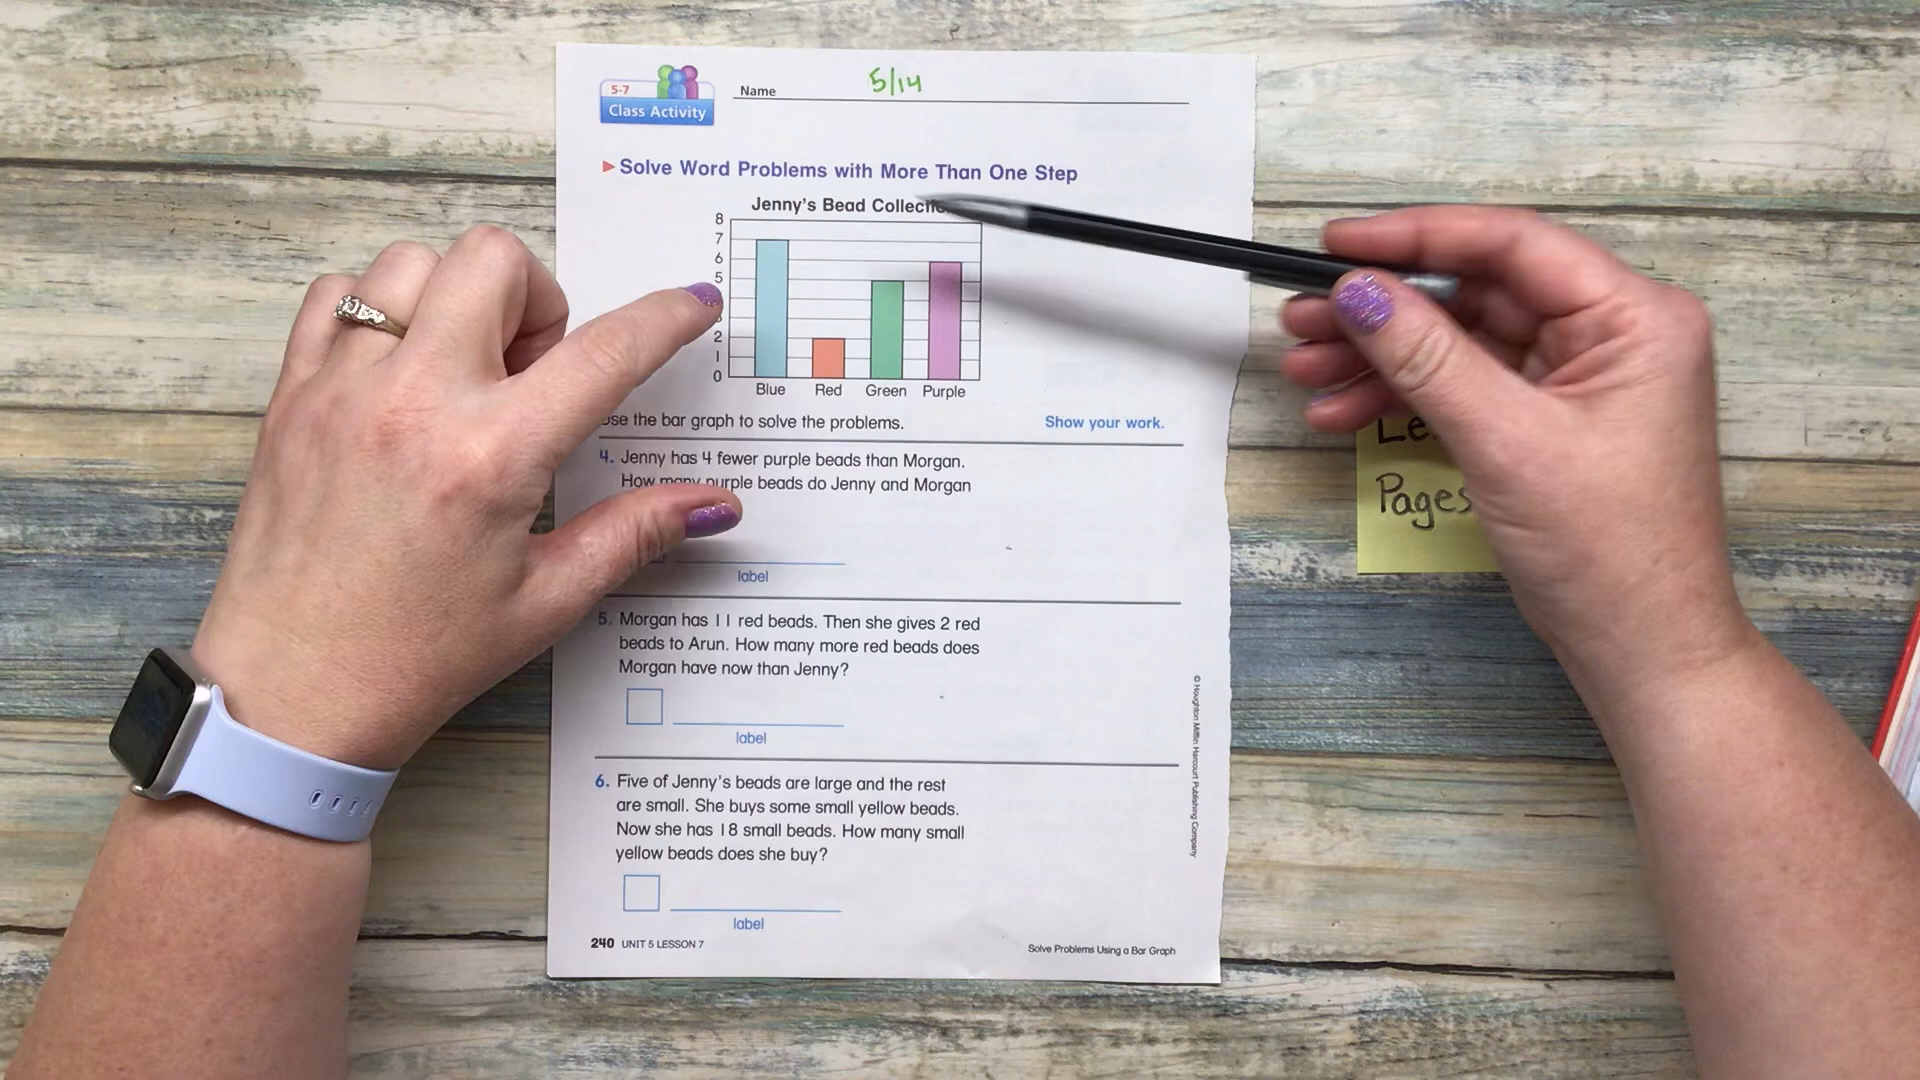 5-7
Class Activity
Name
5/14
Solve Word Problems with More Than One Step
Jenny's Bead
8
7
6
5
2
1
0
Blue Red Green Purple
the bar graph to solve the problems.
Show your work.
4. Jenny has 4 fewer purple beads than Morgan.
How many purple beads do Jenny and Morgan
label
5. Morgan has 11 red beads. Then she gives 2 red
beads to Arun. How many more red beads does
Morgan have now than Jenny?
label
6. Five of Jenny's beads are large and the rest
are small. She buys some small yellow beads.
Now she has 18 small beads. How many small
yellow beads does she buy?
label
240 UNIT 5 LESSON 7
Solve Problems Using a Bar Graph
© Houghton Mifflin Harcourt Publishing Company
Pages